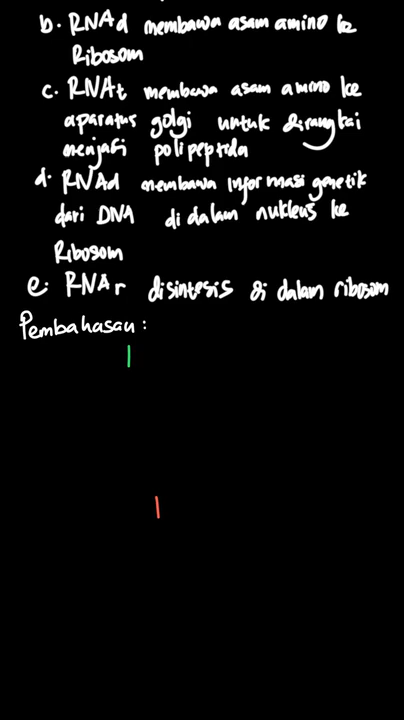 b. RNAd membawa asam amino ke
Ribosom
c. RNAt membawa asam amino ke
aparatus golgi untuk dirangkai
menjadi polipeptida
d. RNAd membawa informasi genetik
dari DNA di dalam nukleus ke
Ribosom
e. RNAr disintesis di dalam ribosom
Pembahasan :